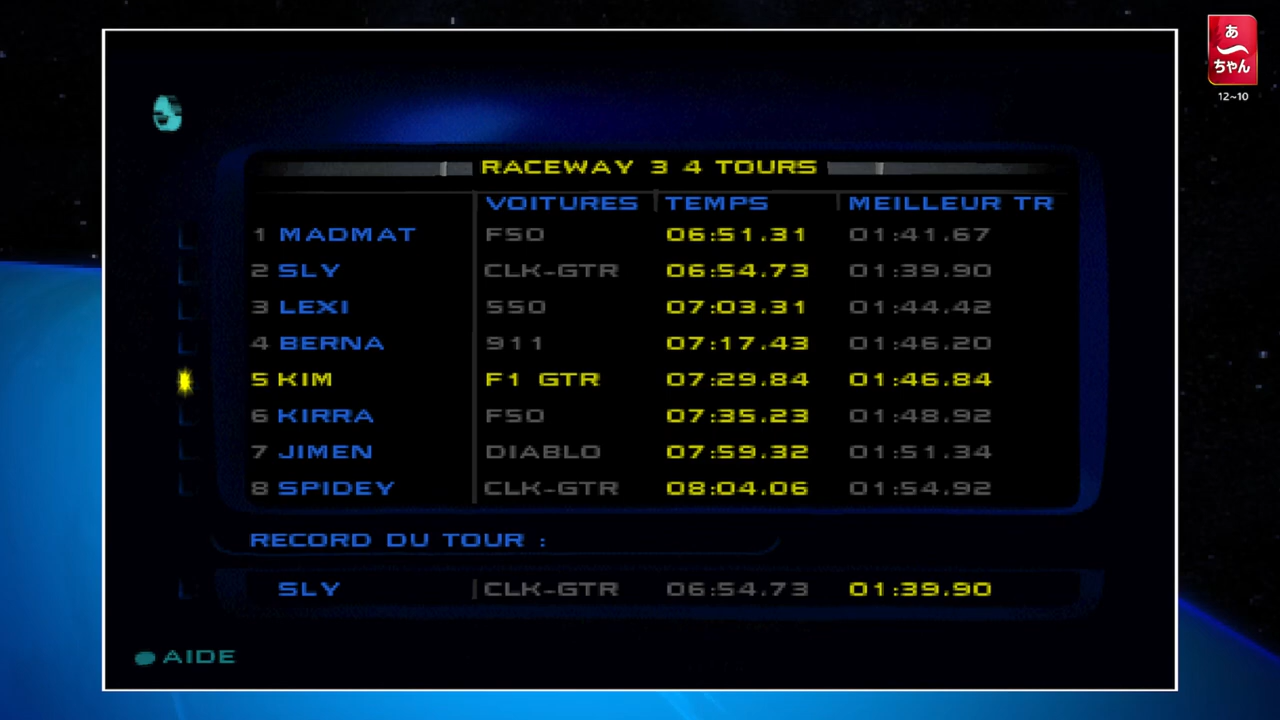 あ〜ちゃん
12~10
RACEWAY 3 4 TOURS
VOITURES TEMPS MEILLEUR TR
1 MADMAT F50 06:51.31 01:41.67
2 SLY CLK-GTR 06:54.73 01:39.90
3 LEXI 550 07:03.31 01:44.42
4 BERNA 911 07:17.43 01:46.20
5 KIM F1 GTR 07:29.84 01:46.84
6 KIRRA F50 07:35.23 01:48.92
7 JIMEN DIABLO 07:59.32 01:51.34
8 SPIDEY CLK-GTR 08:04.06 01:54.92
RECORD DU TOUR :
SLY CLK-GTR 06:54.73 01:39.90
AIDE